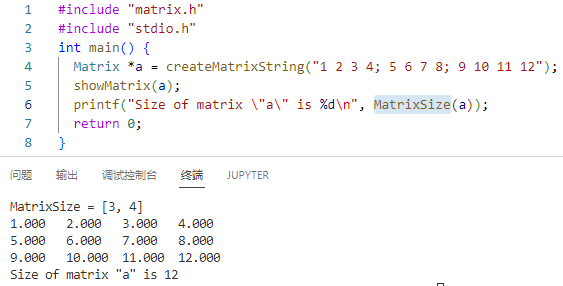 1 #include "matrix.h"
2 #include "stdio.h"
3 int main() {
4   Matrix *a = createMatrixString("1 2 3 4; 5 6 7 8; 9 10 11 12");
5   showMatrix(a);
6   printf("Size of matrix \"a\" is %d\n", MatrixSize(a));
7   return 0;
8 }
问题 输出 调试控制台 终端 JUPYTER
MatrixSize = [3, 4]
1.000 2.000 3.000 4.000
5.000 6.000 7.000 8.000
9.000 10.000 11.000 12.000
Size of matrix "a" is 12